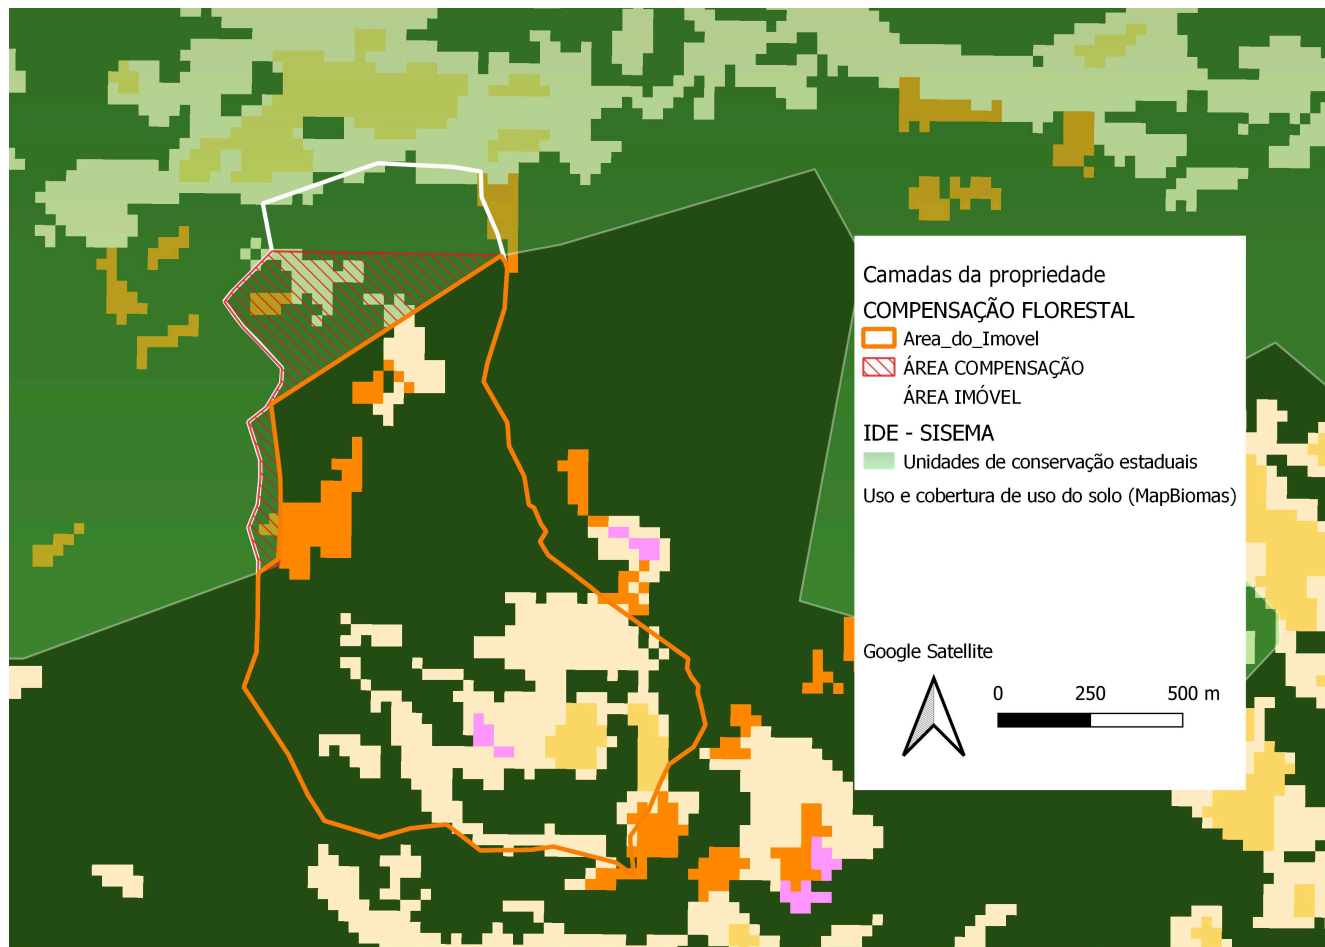 Camadas da propriedade
COMPENSAÇÃO FLORESTAL
Area_do_Imovel
ÁREA COMPENSAÇÃO
ÁREA IMÓVEL
IDE - SISEMA
Unidades de conservação estaduais
Uso e cobertura de uso do solo (MapBiomas)
Google Satellite
0 250 500 m